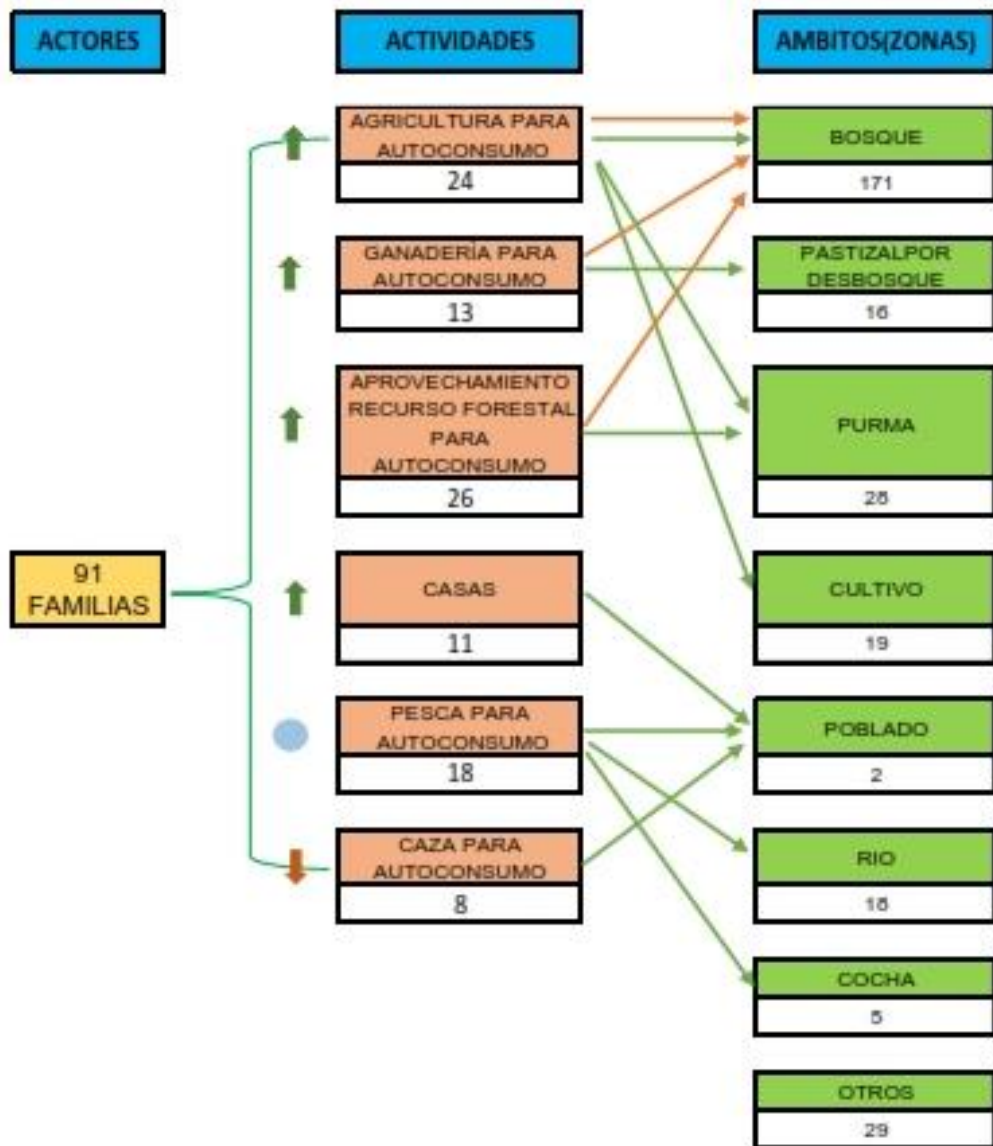 ACTORES
ACTIVIDADES
AMBITOS(ZONAS)
91
FAMILIAS
AGRICULTURA PARA
AUTOCONSUMO
24
GANADERÍA PARA
AUTOCONSUMO
13
APROVECHAMIENTO
RECURSO FORESTAL
PARA
AUTOCONSUMO
26
CASAS
11
PESCA PARA
AUTOCONSUMO
18
CAZA PARA
AUTOCONSUMO
8
BOSQUE
171
PASTIZALPOR
DESBOSQUE
16
PURMA
28
CULTIVO
19
POBLADO
2
RIO
18
COCHA
5
OTROS
29